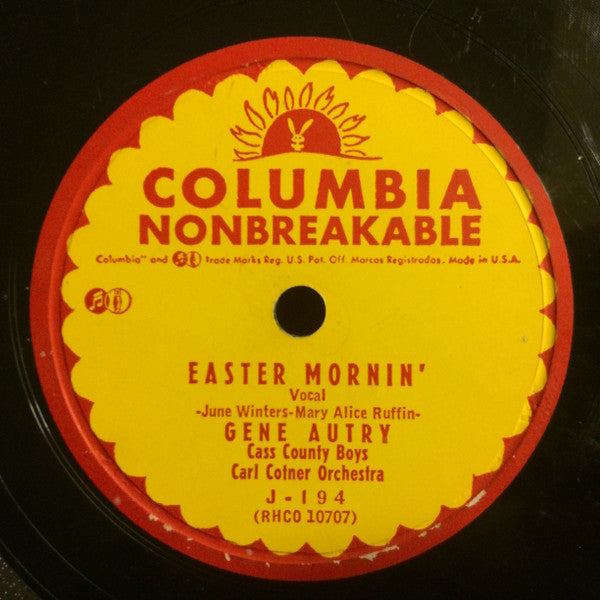 COLUMBIA
NONBREAKABLE
Columbia" and Trade Marks Reg. U.S. Pat. Off. Marcas Registradas. Made in U.S.A.
EASTER MORNIN'
Vocal
-June Winters-Mary Alice Ruffin-
GENE AUTRY
Cass County Boys
Carl Cotner Orchestra
J-194
(RHCO 10707)